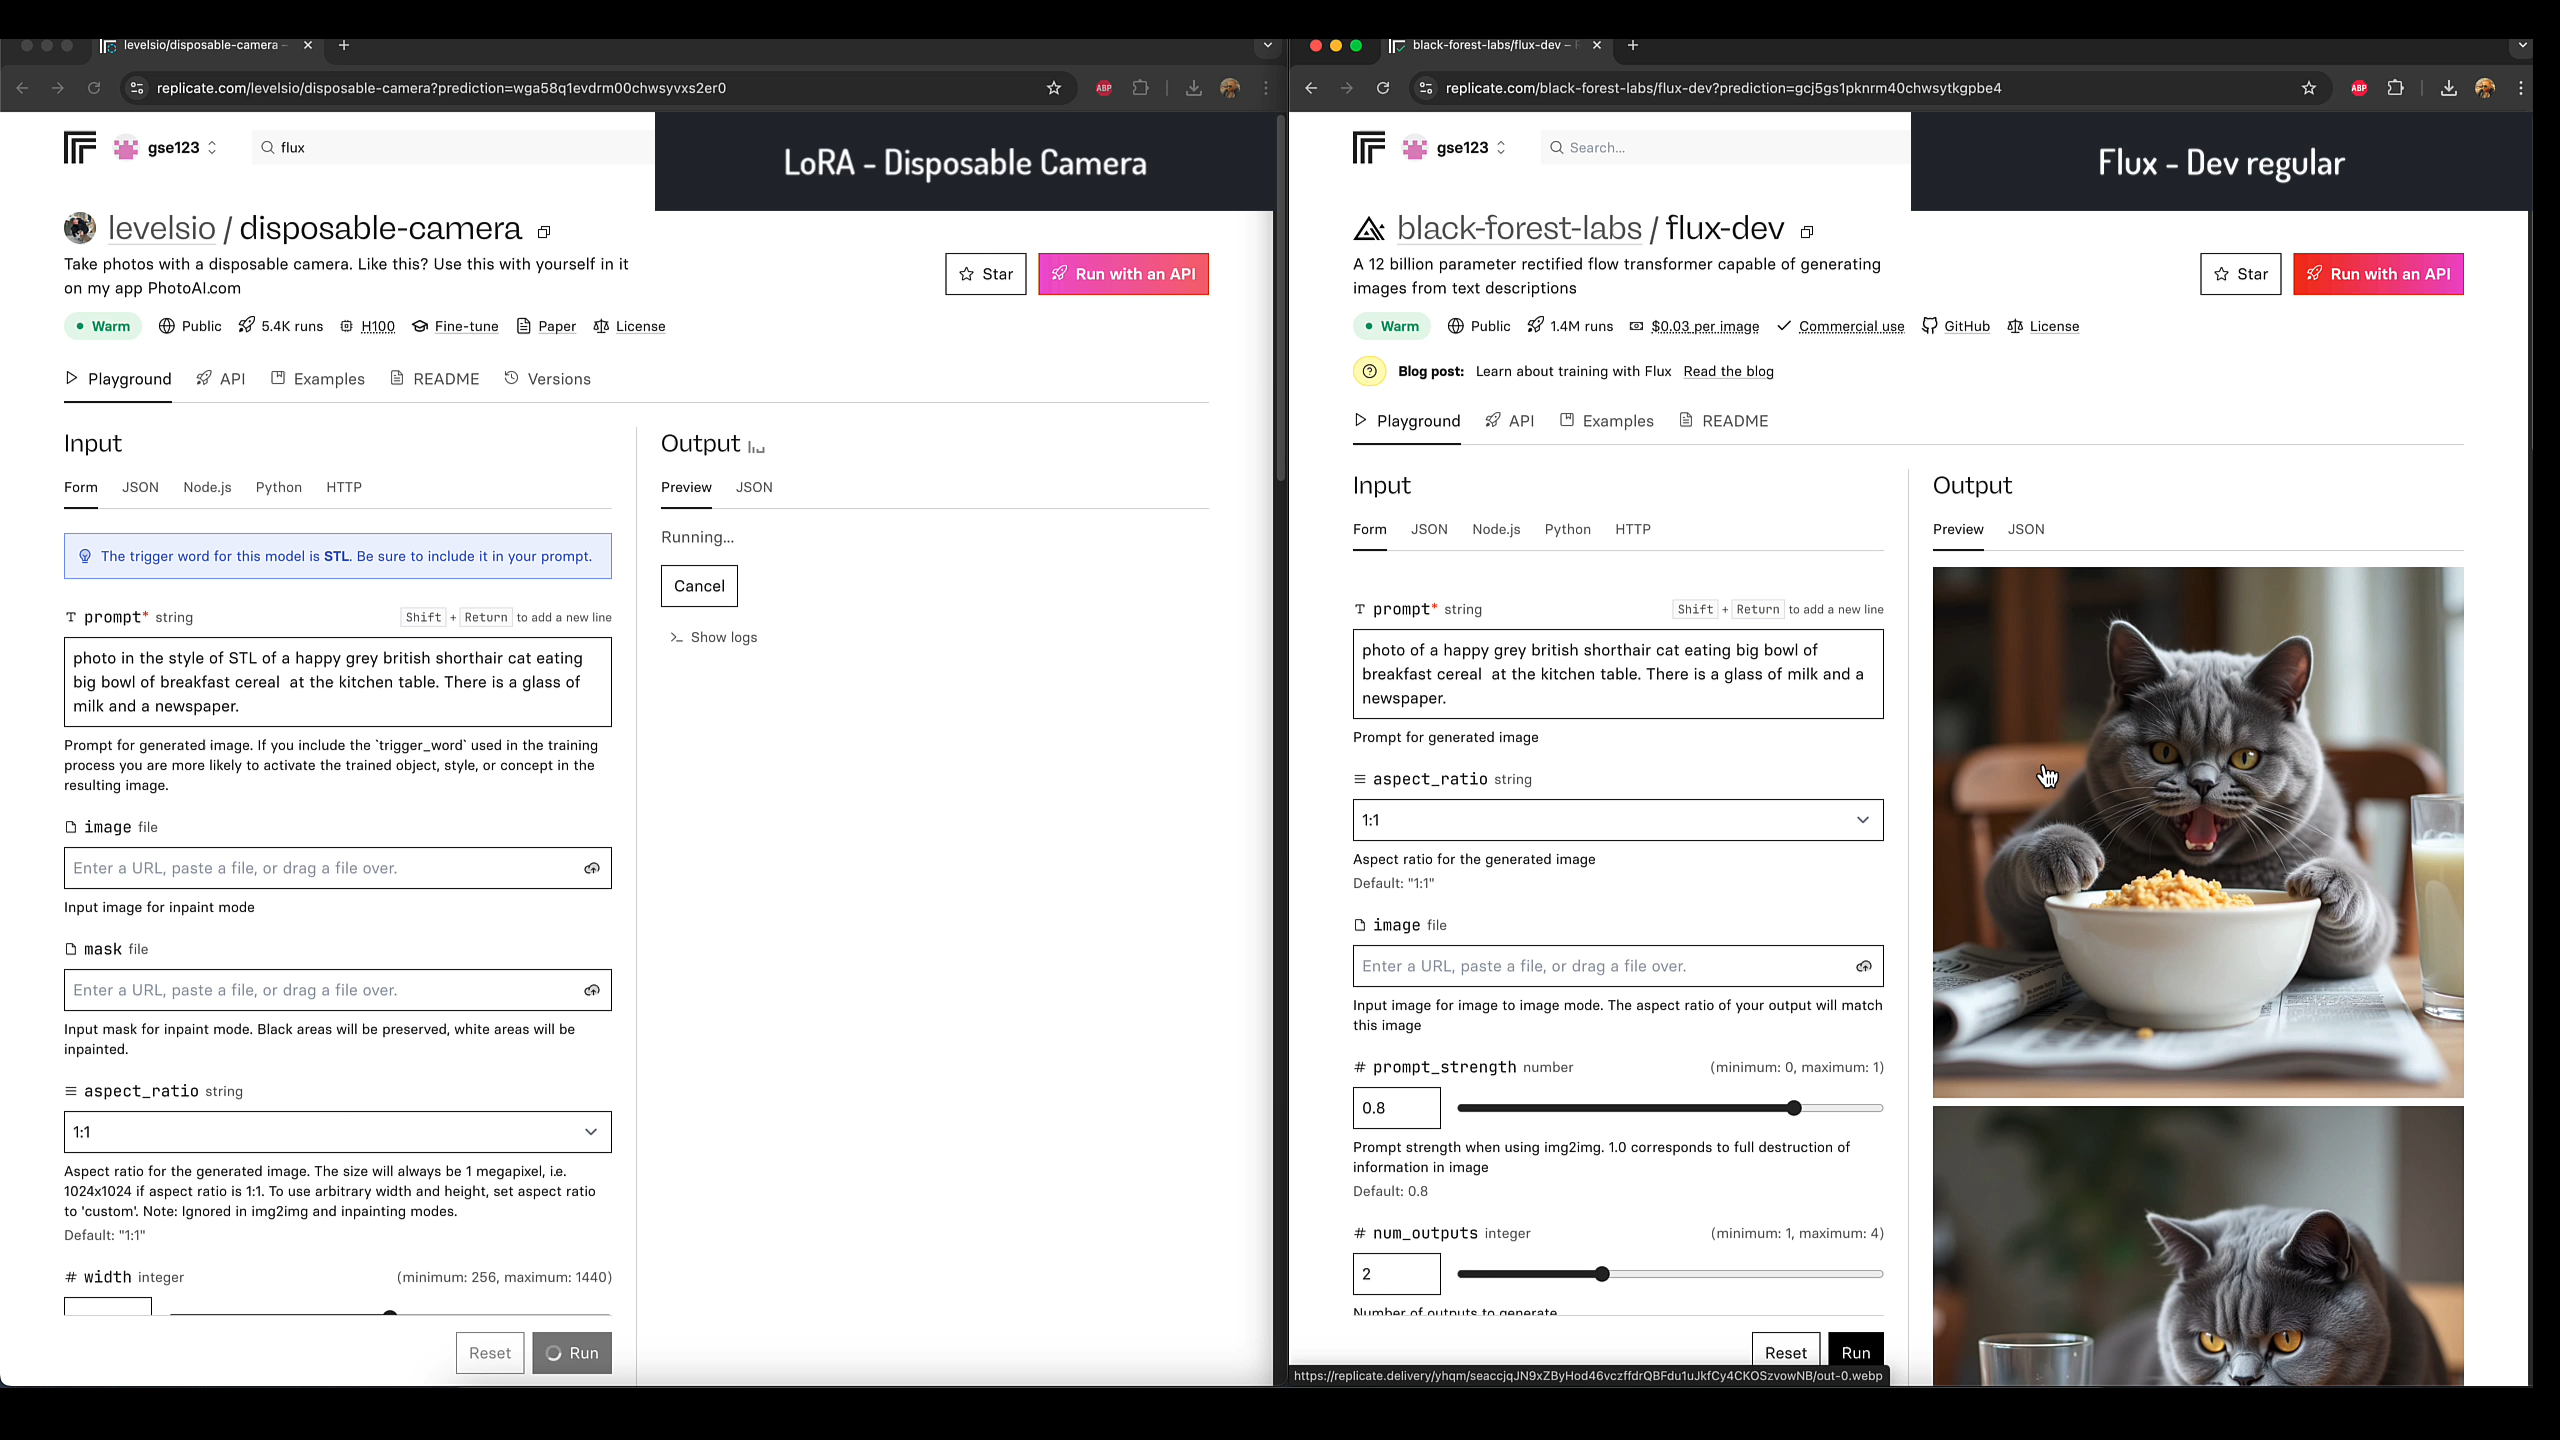 levelsio/disposable-camera –
replicate.com/levelsio/disposable-camera?prediction=wga58q1evdrm00chwsyvxs2er0
ABP
gse123
flux
LoRA - Disposable Camera
levelsio / disposable-camera
Take photos with a disposable camera. Like this? Use this with yourself in it
on my app PhotoAI.com
Star
Run with an API
Warm
Public
5.4K runs
H100
Fine-tune
Paper
License
Playground
API
Examples
README
Versions
Input
Form
JSON
Node.js
Python
HTTP
The trigger word for this model is STL. Be sure to include it in your prompt.
T prompt* string
Shift + Return to add a new line
photo in the style of STL of a happy grey british shorthair cat eating
big bowl of breakfast cereal  at the kitchen table. There is a glass of
milk and a newspaper.
Prompt for generated image. If you include the `trigger_word` used in the training
process you are more likely to activate the trained object, style, or concept in the
resulting image.
image file
Enter a URL, paste a file, or drag a file over.
Input image for inpaint mode
mask file
Enter a URL, paste a file, or drag a file over.
Input mask for inpaint mode. Black areas will be preserved, white areas will be
inpainted.
aspect_ratio string
1:1
Aspect ratio for the generated image. The size will always be 1 megapixel, i.e.
1024x1024 if aspect ratio is 1:1. To use arbitrary width and height, set aspect ratio
to 'custom'. Note: Ignored in img2img and inpainting modes.
Default: "1:1"
# width integer
(minimum: 256, maximum: 1440)
Reset
Run
Output
Preview
JSON
Running...
Cancel
Show logs
black-forest-labs/flux-dev –
replicate.com/black-forest-labs/flux-dev?prediction=gcj5gs1pknrm40chwsytkgpbe4
ABP
gse123
Search...
Flux - Dev regular
black-forest-labs / flux-dev
A 12 billion parameter rectified flow transformer capable of generating
images from text descriptions
Star
Run with an API
Warm
Public
1.4M runs
$0.03 per image
Commercial use
GitHub
License
Blog post: Learn about training with Flux Read the blog
Playground
API
Examples
README
Input
Form
JSON
Node.js
Python
HTTP
T prompt* string
Shift + Return to add a new line
photo of a happy grey british shorthair cat eating big bowl of
breakfast cereal  at the kitchen table. There is a glass of milk and a
newspaper.
Prompt for generated image
aspect_ratio string
1:1
Aspect ratio for the generated image
Default: "1:1"
image file
Enter a URL, paste a file, or drag a file over.
Input image for image to image mode. The aspect ratio of your output will match
this image
# prompt_strength number
(minimum: 0, maximum: 1)
0.8
Prompt strength when using img2img. 1.0 corresponds to full destruction of
information in image
Default: 0.8
# num_outputs integer
(minimum: 1, maximum: 4)
2
Number of outputs to generate
Reset
Run
https://replicate.delivery/yhqm/seaccjqJN9xZByHod46vczffdrQBFdu1uJkfCy4CKOSzvowNB/out-0.webp
Output
Preview
JSON